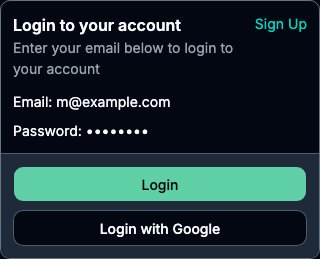 Login to your account
Sign Up
Enter your email below to login to
your account
Email: m@example.com
Password: ••••••••
Login
Login with Google